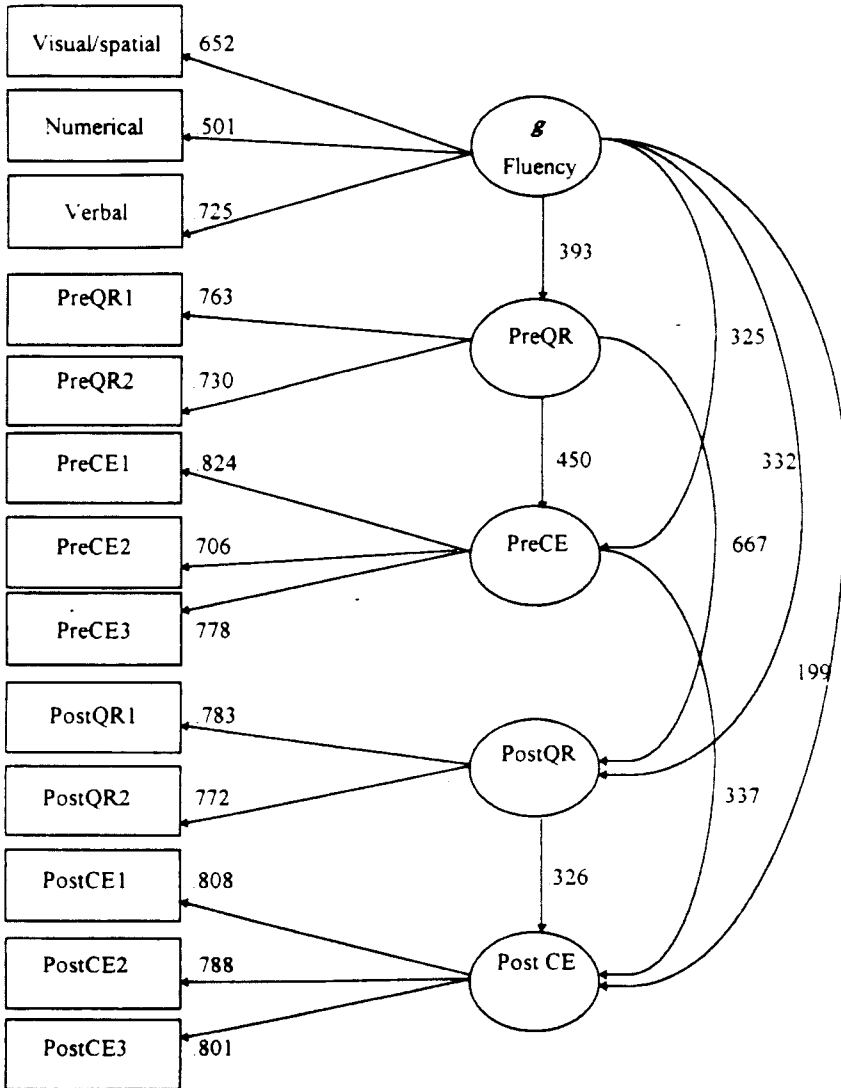 Visual/spatial
652
Numerical
.501
Verbal
.725
g
Fluency
393
PreQR1
763
PreQR
325
PreQR2
.730
PreCE1
.824
450
332
PreCE2
706
PreCE
667
PreCE3
778
199
PostQR1
.783
PostQR
PostQR2
772
337
PostCE1
.808
326
PostCE2
.788
Post CE
PostCE3
.801